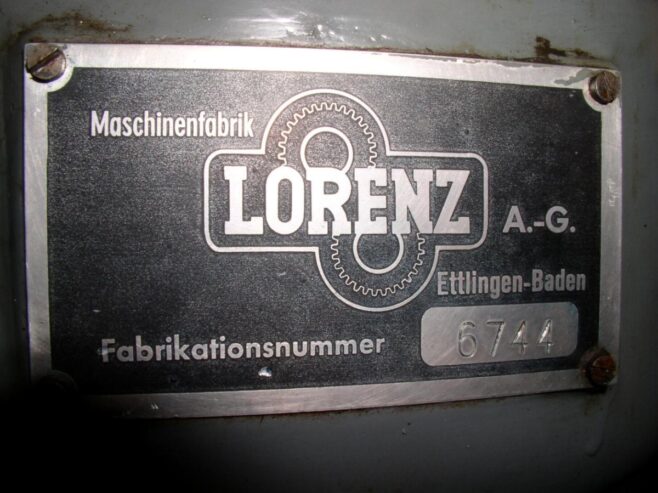 Maschinenfabrik
LORENZ A.-G.
Ettlingen-Baden
Fabrikationsnummer 6744